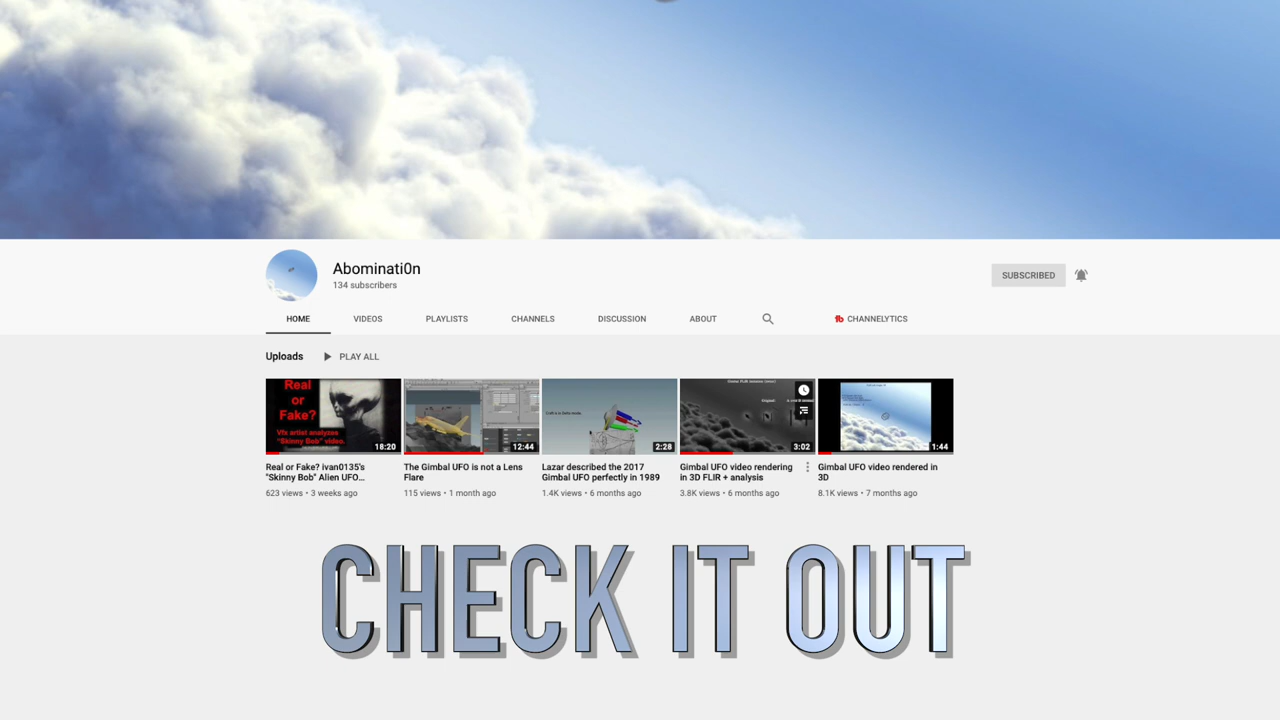 Abominati0n
134 subscribers
SUBSCRIBED
HOME VIDEOS PLAYLISTS CHANNELS DISCUSSION ABOUT CHANNELYTICS
Uploads PLAY ALL
Real
or
Fake?
Vfx artist analyzes
"Skinny Bob" video.
18:20
12:44
2:28
3:02
1:44
Real or Fake? ivan0135's
"Skinny Bob" Alien UFO...
623 views • 3 weeks ago
The Gimbal UFO is not a Lens
Flare
115 views • 1 month ago
Lazar described the 2017
Gimbal UFO perfectly in 1989
1.4K views • 6 months ago
Gimbal UFO video rendering
in 3D FLIR + analysis
3.8K views • 6 months ago
Gimbal UFO video rendered in
3D
8.1K views • 7 months ago
CHECK IT OUT